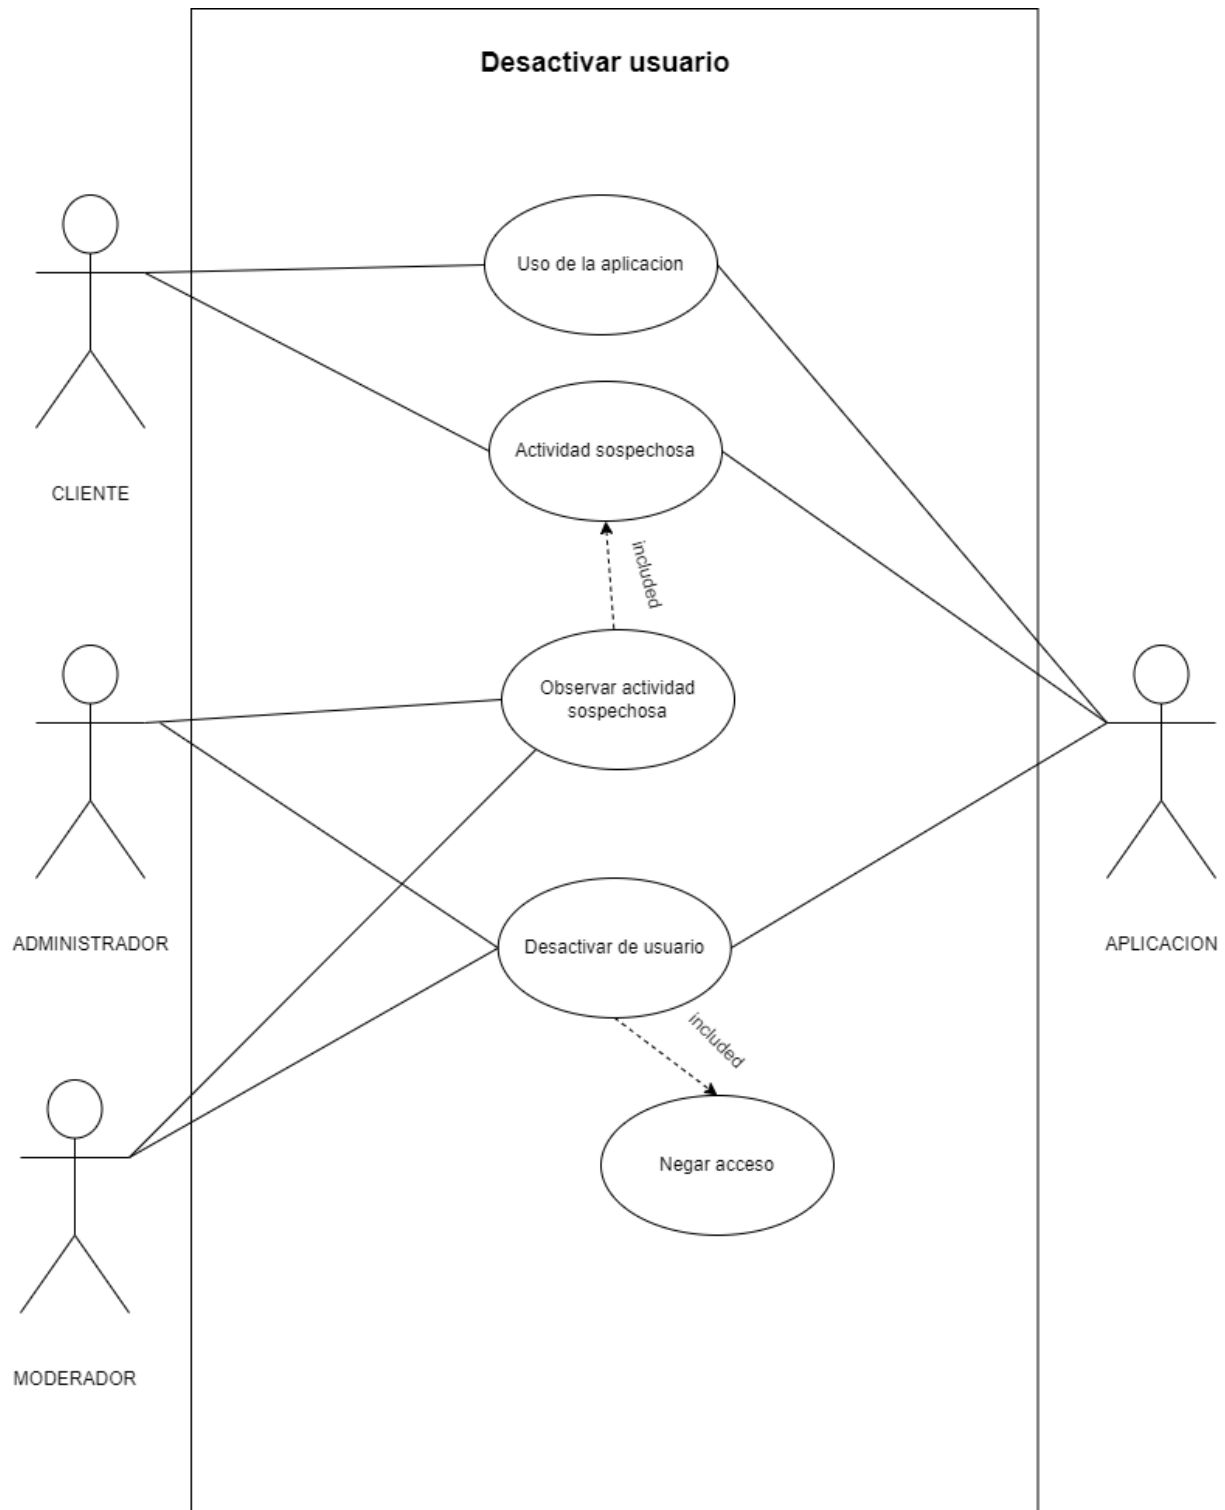 Desactivar usuario
Uso de la aplicacion
Actividad sospechosa
CLIENTE
included
Observar actividad
sospechosa
ADMINISTRADOR
Desactivar de usuario
APLICACION
included
Negar acceso
MODERADOR